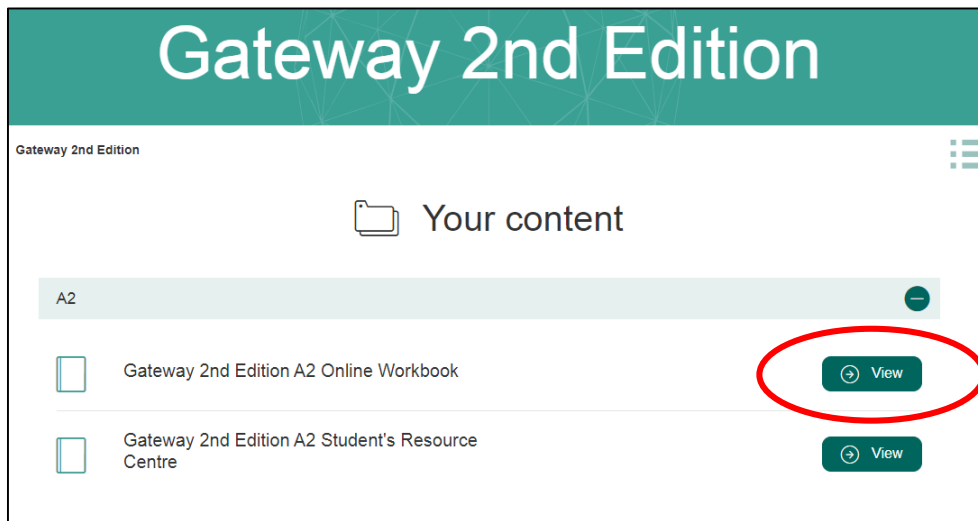 Gateway 2nd Edition
Gateway 2nd Edition
Your content
A2
Gateway 2nd Edition A2 Online Workbook
View
Gateway 2nd Edition A2 Student's Resource
Centre
View